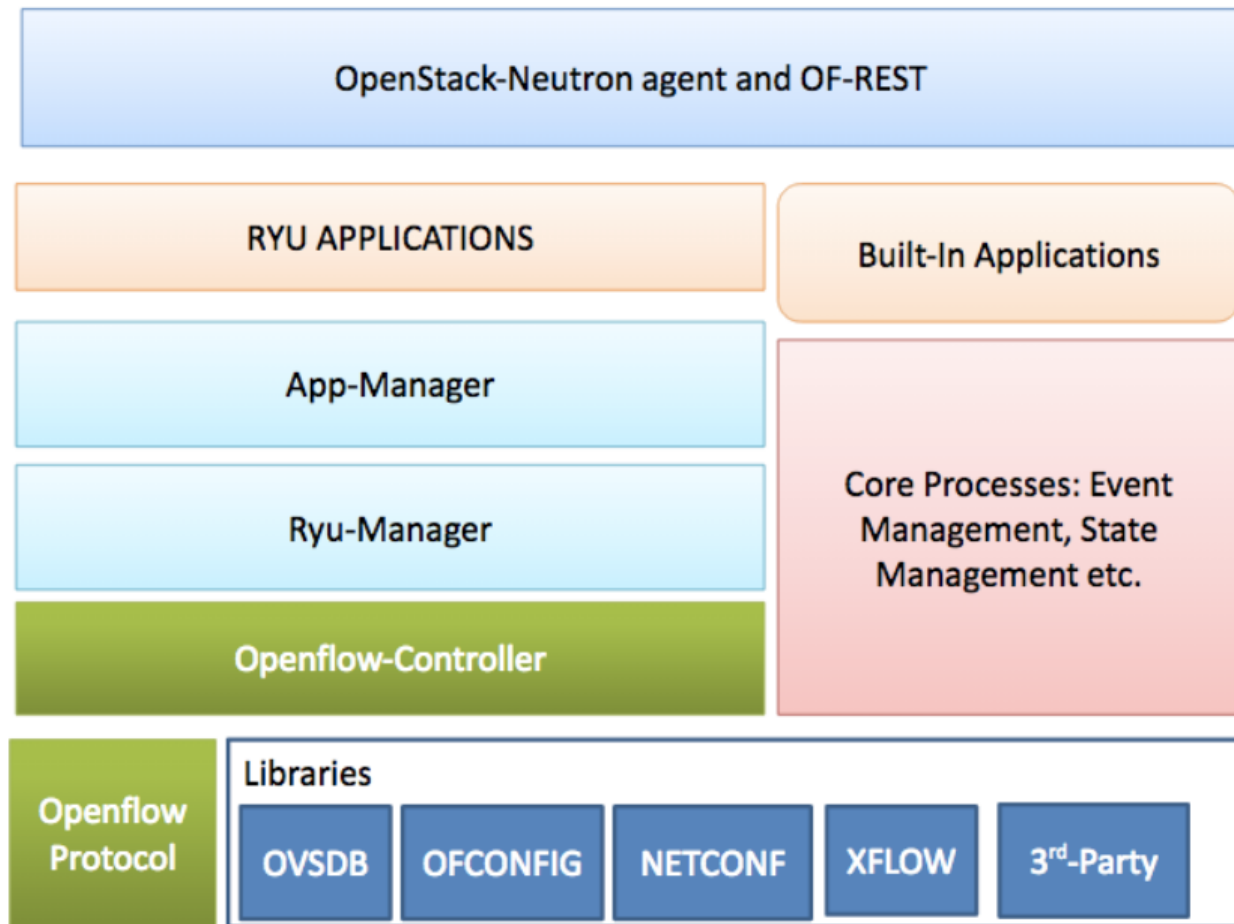 OpenStack-Neutron agent and OF-REST
RYU APPLICATIONS
Built-In Applications
App-Manager
Ryu-Manager
Core Processes: Event
Management, State
Management etc.
Openflow-Controller
Openflow
Protocol
Libraries
OVSDB
OFCONFIG
NETCONF
XFLOW
3rd-Party